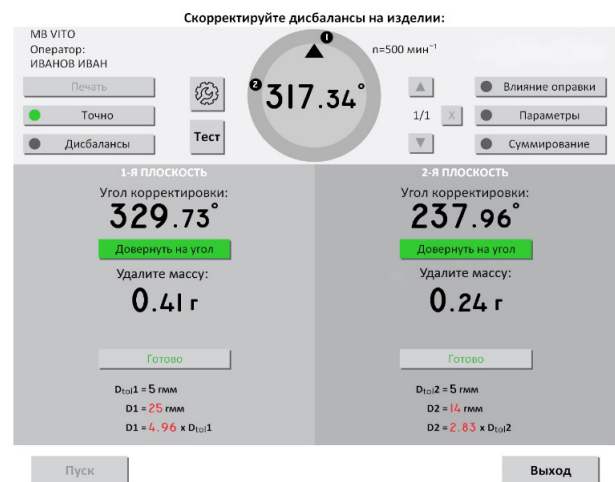 Скорректируйте дисбалансы на изделии:
MB VITO
Оператор:
ИВАНОВ ИВАН
n=500 мин⁻¹
1
2
317.34°
Печать
Точно
Дисбалансы
Тест
1/1
X
Влияние оправки
Параметры
Суммирование
1-Я ПЛОСКОСТЬ
Угол корректировки:
329.73°
Довернуть на угол
Удалите массу:
0.41 г
Готово
Dtol1 = 5 гмм
D1 = 25 гмм
D1 = 4.96 x Dtol1
2-Я ПЛОСКОСТЬ
Угол корректировки:
237.96°
Довернуть на угол
Удалите массу:
0.24 г
Готово
Dtol2 = 5 гмм
D2 = 14 гмм
D2 = 2.83 x Dtol2
Пуск
Выход